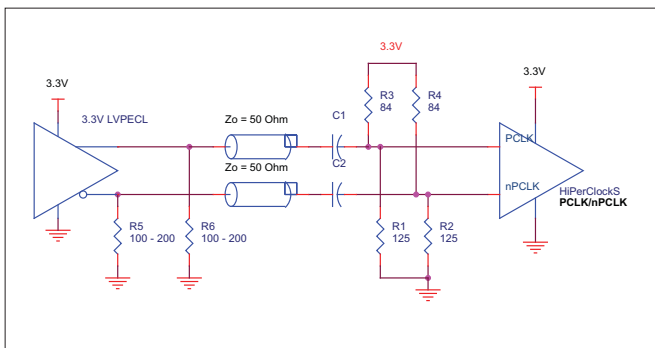 3.3V
3.3V
3.3V
3.3V LVPECL
R3
84
R4
84
Zo = 50 Ohm
C1
Zo = 50 Ohm
C2
PCLK
nPCLK
HiPerClockS
PCLK/nPCLK
R5
100 - 200
R6
100 - 200
R1
125
R2
125